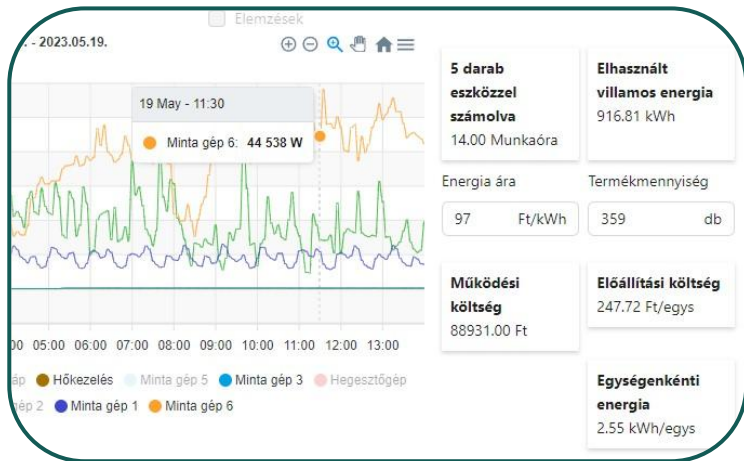 Elemzések
. - 2023.05.19.
19 May - 11:30
Minta gép 6: 44 538 W
00 05:00 06:00 07:00 08:00 09:00 10:00 11:00 12:00 13:00
áp Hőkezelés Minta gép 5 Minta gép 3 Hegesztőgép
gép 2 Minta gép 1 Minta gép 6
5 darab
eszközzel
számolva
14.00 Munkaóra
Elhasznált
villamos energia
916.81 kWh
Energia ára
97 Ft/kWh
Termékmennyiség
359 db
Működési
költség
88931.00 Ft
Előállítási költség
247.72 Ft/egys
Egységenkénti
energia
2.55 kWh/egys